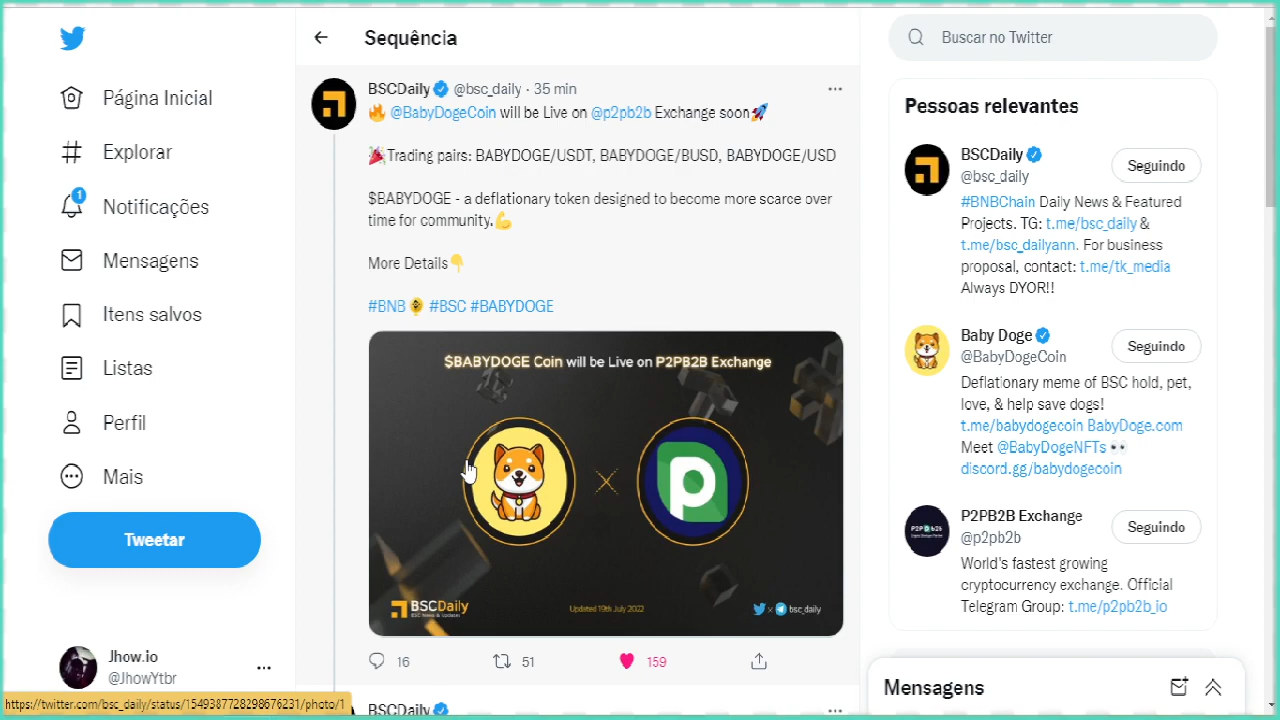 Página Inicial
Explorar
1
Notificações
Mensagens
Itens salvos
Listas
Perfil
Mais
Tweetar
Jhow.io
@JhowYtbr
https://twitter.com/bsc_daily/status/1549387728298676231/photo/1
Sequência
BSCDaily @bsc_daily · 35 min
🔥 @BabyDogeCoin will be Live on @p2pb2b Exchange soon🚀
🎉Trading pairs: BABYDOGE/USDT, BABYDOGE/BUSD, BABYDOGE/USD
$BABYDOGE - a deflationary token designed to become more scarce over
time for community.💪
More Details👇
#BNB #BSC #BABYDOGE
$BABYDOGE Coin will be Live on P2PB2B Exchange
BSCDaily
BSC News & Updates
Updated 19th July 2022
bsc_daily
16
51
159
BSCDaily
Buscar no Twitter
Pessoas relevantes
BSCDaily
@bsc_daily
Seguindo
#BNBChain Daily News & Featured
Projects. TG: t.me/bsc_daily &
t.me/bsc_dailyann. For business
proposal, contact: t.me/tk_media
Always DYOR!!
Baby Doge
@BabyDogeCoin
Seguindo
Deflationary meme of BSC hold, pet,
love, & help save dogs!
t.me/babydogecoin BabyDoge.com
Meet @BabyDogeNFTs 👀
discord.gg/babydogecoin
P2PB2B Exchange
@p2pb2b
Seguindo
World's fastest growing
cryptocurrency exchange. Official
Telegram Group: t.me/p2pb2b_io
Mensagens